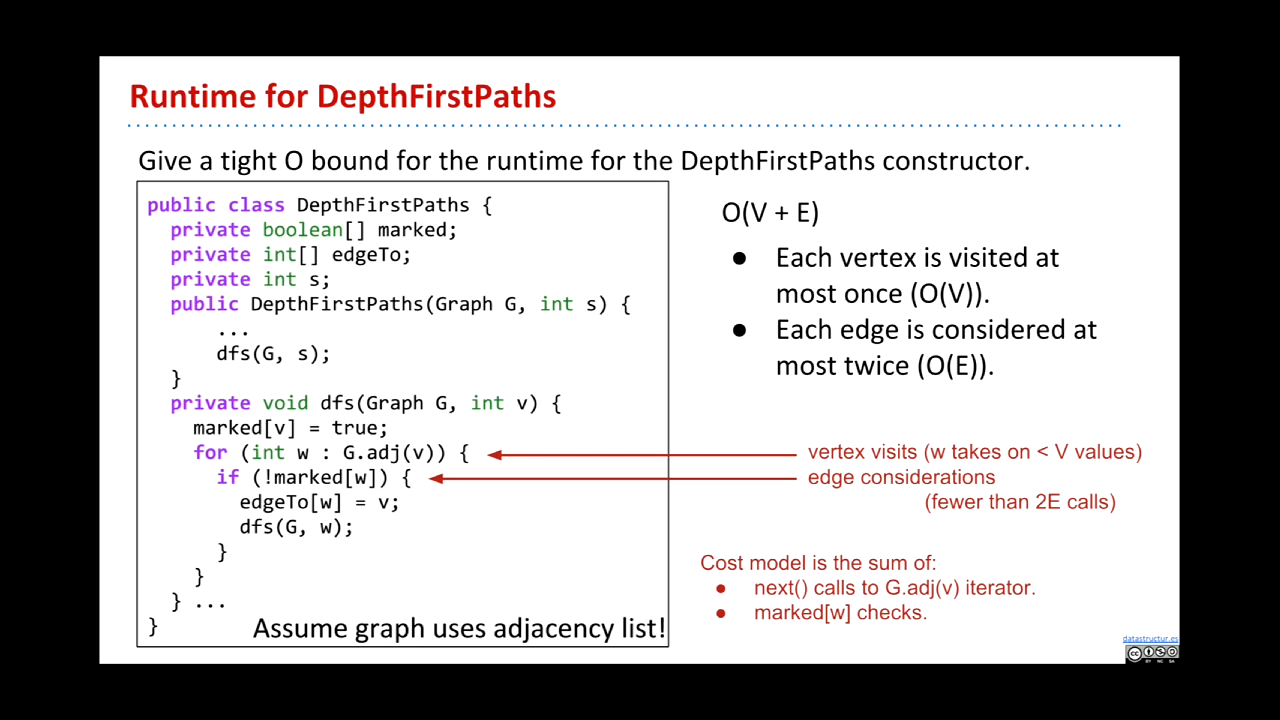 Runtime for DepthFirstPaths
Give a tight O bound for the runtime for the DepthFirstPaths constructor.
public class DepthFirstPaths {
private boolean[] marked;
private int[] edgeTo;
private int s;
public DepthFirstPaths(Graph G, int s) {
...
dfs(G, s);
}
private void dfs(Graph G, int v) {
marked[v] = true;
for (int w : G.adj(v)) {
if (!marked[w]) {
edgeTo[w] = v;
dfs(G, w);
}
}
} ...
}
Assume graph uses adjacency list!
O(V + E)
● Each vertex is visited at
most once (O(V)).
● Each edge is considered at
most twice (O(E)).
vertex visits (w takes on < V values)
edge considerations
(fewer than 2E calls)
Cost model is the sum of:
● next() calls to G.adj(v) iterator.
● marked[w] checks.
datastructur.es
cc
BY NC SA